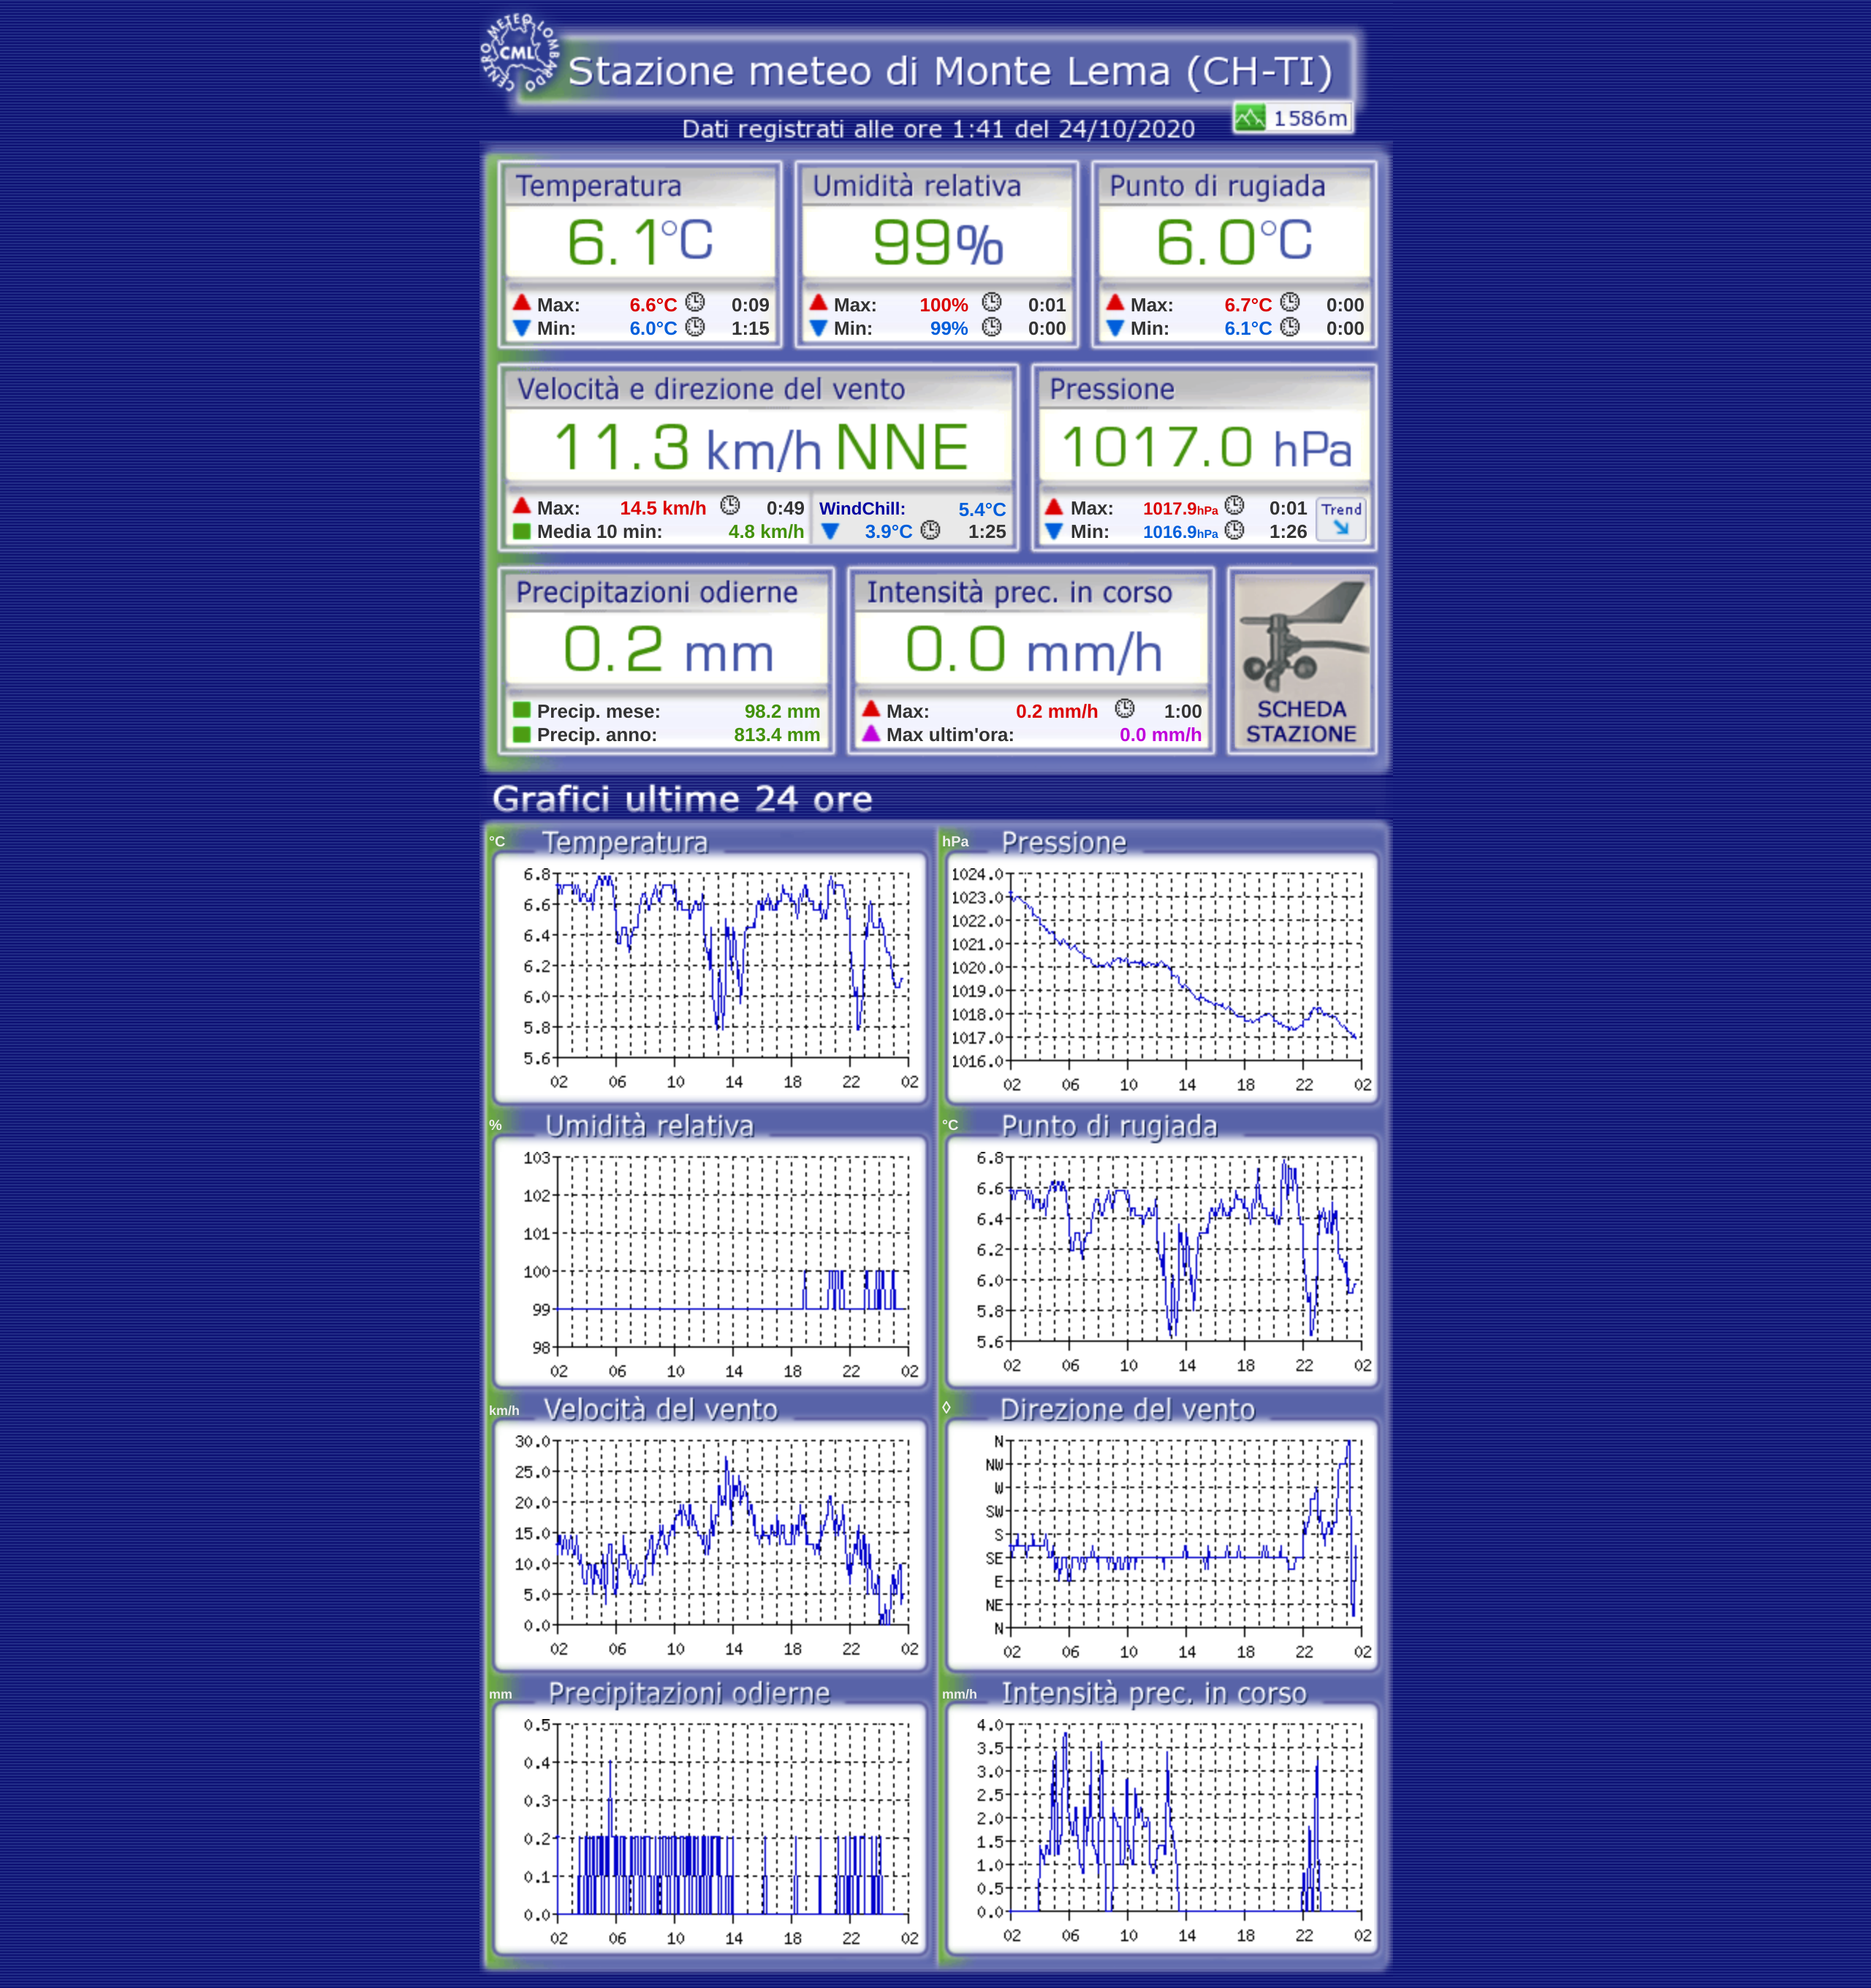 CENTRO METEO LOMBARDO
CML
Stazione meteo di Monte Lema (CH-TI)
1586m
Dati registrati alle ore 1:41 del 24/10/2020
Temperatura Umidità relativa Punto di rugiada
6.1°C 99% 6.0°C
Max: 6.6°C 0:09 Max: 100% 0:01 Max: 6.7°C 0:00
Min: 6.0°C 1:15 Min: 99% 0:00 Min: 6.1°C 0:00
Velocità e direzione del vento Pressione
11.3 km/h NNE 1017.0 hPa
Max: 14.5 km/h 0:49 WindChill: 5.4°C Max: 1017.9hPa 0:01 Trend
Media 10 min: 4.8 km/h 3.9°C 1:25 Min: 1016.9hPa 1:26
Precipitazioni odierne Intensità prec. in corso
0.2 mm 0.0 mm/h
Precip. mese: 98.2 mm Max: 0.2 mm/h 1:00 SCHEDA
Precip. anno: 813.4 mm Max ultim'ora: 0.0 mm/h STAZIONE
Grafici ultime 24 ore
°C Temperatura
6.8
6.6
6.4
6.2
6.0
5.8
5.6
02 06 10 14 18 22 02
hPa Pressione
1024.0
1023.0
1022.0
1021.0
1020.0
1019.0
1018.0
1017.0
1016.0
02 06 10 14 18 22 02
% Umidità relativa
103
102
101
100
99
98
02 06 10 14 18 22 02
°C Punto di rugiada
6.8
6.6
6.4
6.2
6.0
5.8
5.6
02 06 10 14 18 22 02
km/h Velocità del vento
30.0
25.0
20.0
15.0
10.0
5.0
0.0
02 06 10 14 18 22 02
◊ Direzione del vento
N
NW
W
SW
S
SE
E
NE
N
02 06 10 14 18 22 02
mm Precipitazioni odierne
0.5
0.4
0.3
0.2
0.1
0.0
02 06 10 14 18 22 02
mm/h Intensità prec. in corso
4.0
3.5
3.0
2.5
2.0
1.5
1.0
0.5
0.0
02 06 10 14 18 22 02